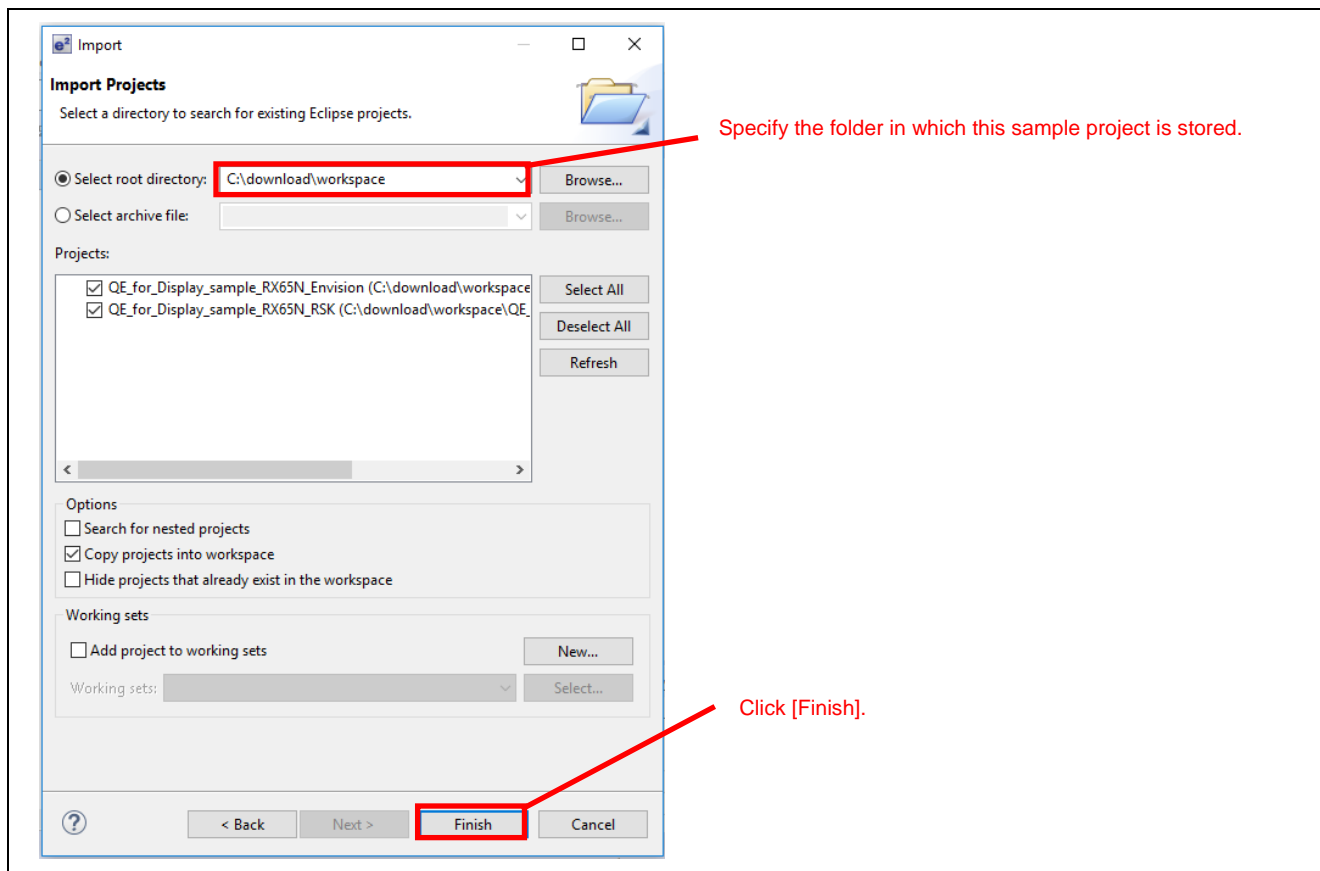 e² Import
Import Projects
Select a directory to search for existing Eclipse projects.
Specify the folder in which this sample project is stored.
Select root directory: C:\download\workspace Browse...
Select archive file: Browse...
Projects:
QE_for_Display_sample_RX65N_Envision (C:\download\workspace Select All
QE_for_Display_sample_RX65N_RSK (C:\download\workspace\QE_
Deselect All
Refresh
Options
Search for nested projects
Copy projects into workspace
Hide projects that already exist in the workspace
Working sets
Add project to working sets New...
Working sets: Select...
Click [Finish].
? < Back Next > Finish Cancel